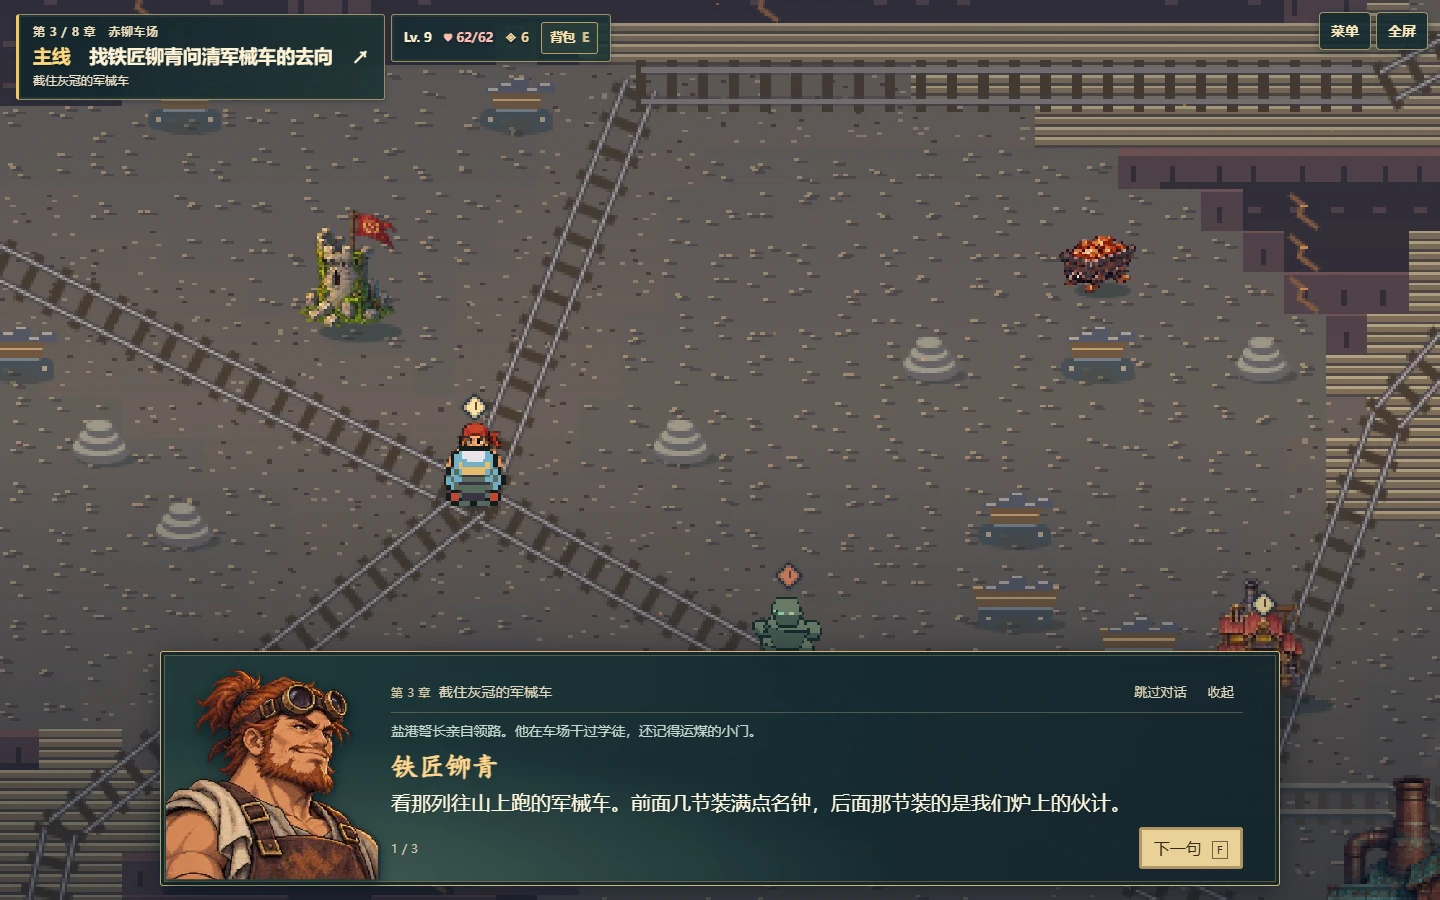 第 3 / 8 章 赤铆车场
主线 找铁匠铆青问清军械车的去向
截住灰冠的军械车
Lv. 9 62/62 6 背包 E
菜单 全屏
第 3 章 截住灰冠的军械车
跳过对话 收起
盐港弩长亲自领路。他在车场干过学徒，还记得运煤的小门。
铁匠铆青
看那列往山上跑的军械车。前面几节装满点名钟，后面那节装的是我们炉上的伙计。
1 / 3
下一句 F